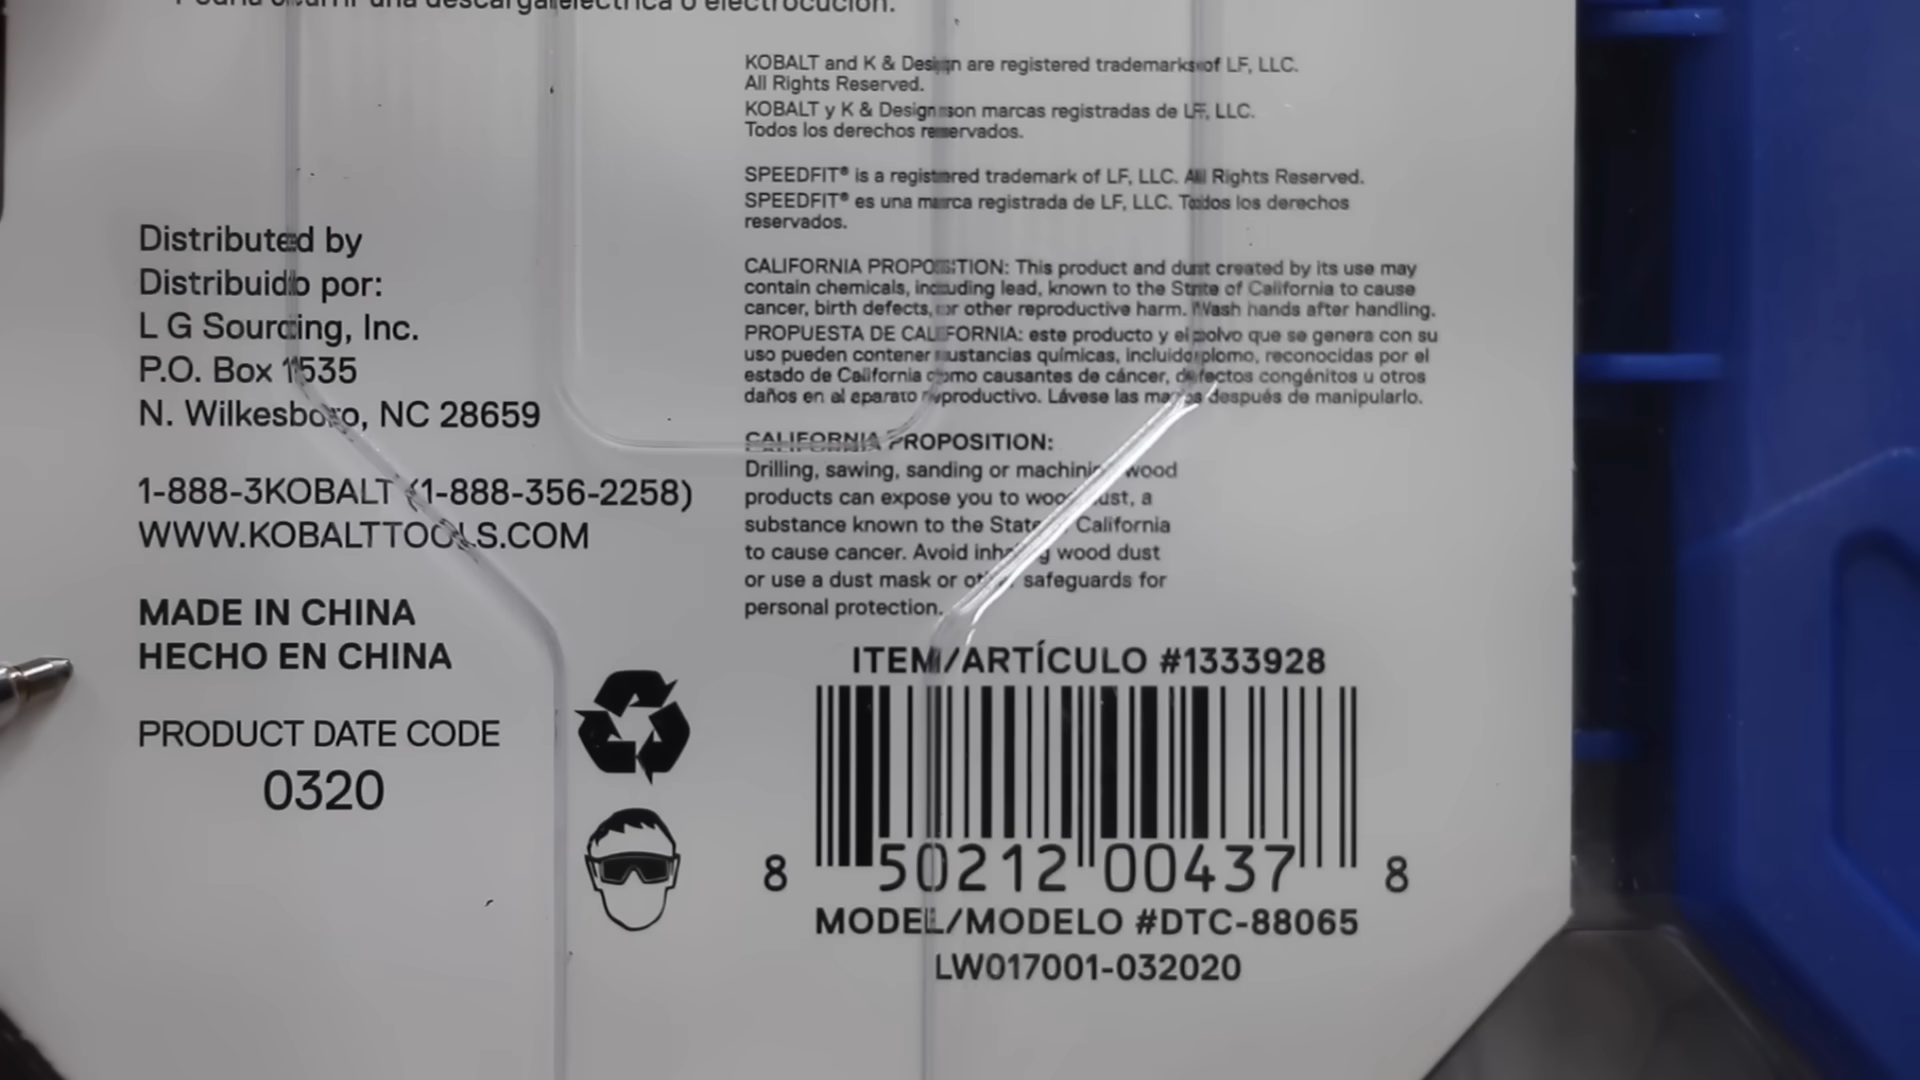 Podría ocurrir una descarga eléctrica o electrocución.
KOBALT and K & Design are registered trademarks of LF, LLC.
All Rights Reserved.
KOBALT y K & Design son marcas registradas de LF, LLC.
Todos los derechos reservados.
SPEEDFIT® is a registered trademark of LF, LLC. All Rights Reserved.
SPEEDFIT® es una marca registrada de LF, LLC. Todos los derechos
reservados.
CALIFORNIA PROPOSITION: This product and dust created by its use may
contain chemicals, including lead, known to the State of California to cause
cancer, birth defects, or other reproductive harm. Wash hands after handling.
PROPUESTA DE CALIFORNIA: este producto y el polvo que se genera con su
uso pueden contener sustancias químicas, incluido plomo, reconocidas por el
estado de California como causantes de cáncer, defectos congénitos u otros
daños en al aparato reproductivo. Lávese las manos después de manipularlo.
CALIFORNIA PROPOSITION:
Drilling, sawing, sanding or machining wood
products can expose you to wood dust, a
substance known to the State of California
to cause cancer. Avoid inhaling wood dust
or use a dust mask or other safeguards for
personal protection.
Distributed by
Distribuido por:
L G Sourcing, Inc.
P.O. Box 1535
N. Wilkesboro, NC 28659
1-888-3KOBALT (1-888-356-2258)
WWW.KOBALTTOOLS.COM
MADE IN CHINA
HECHO EN CHINA
PRODUCT DATE CODE
0320
ITEM/ARTÍCULO #1333928
8 50212 00437 8
MODEL/MODELO #DTC-88065
LW017001-032020